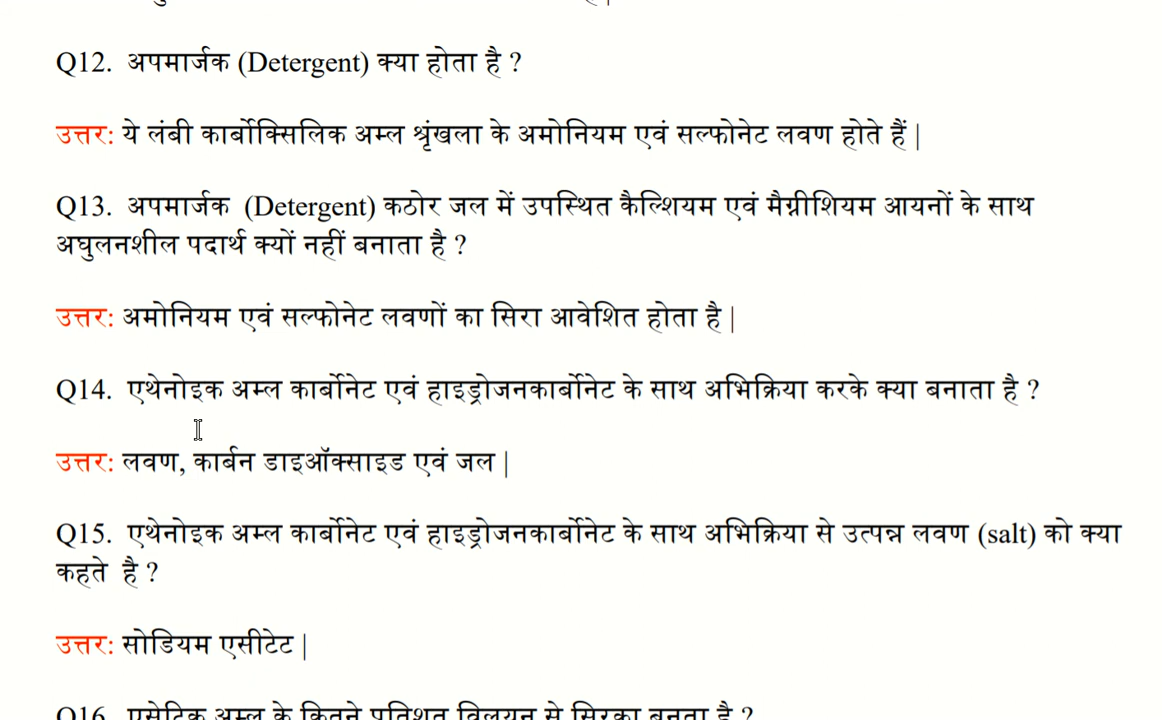 Q12. अपमार्जक (Detergent) क्या होता है ?
उत्तर: ये लंबी कार्बोक्सिलिक अम्ल श्रृंखला के अमोनियम एवं सल्फोनेट लवण होते हैं |
Q13. अपमार्जक (Detergent) कठोर जल में उपस्थित कैल्शियम एवं मैग्नीशियम आयनों के साथ
अघुलनशील पदार्थ क्यों नहीं बनाता है ?
उत्तर: अमोनियम एवं सल्फोनेट लवणों का सिरा आवेशित होता है |
Q14. एथेनोइक अम्ल कार्बोनेट एवं हाइड्रोजनकार्बोनेट के साथ अभिक्रिया करके क्या बनाता है ?
उत्तर: लवण, कार्बन डाइऑक्साइड एवं जल |
Q15. एथेनोइक अम्ल कार्बोनेट एवं हाइड्रोजनकार्बोनेट के साथ अभिक्रिया से उत्पन्न लवण (salt) को क्या
कहते है ?
उत्तर: सोडियम एसीटेट |
Q16. एसेटिक अम्ल के कितने प्रतिशत विलयन से सिरका बनता है ?